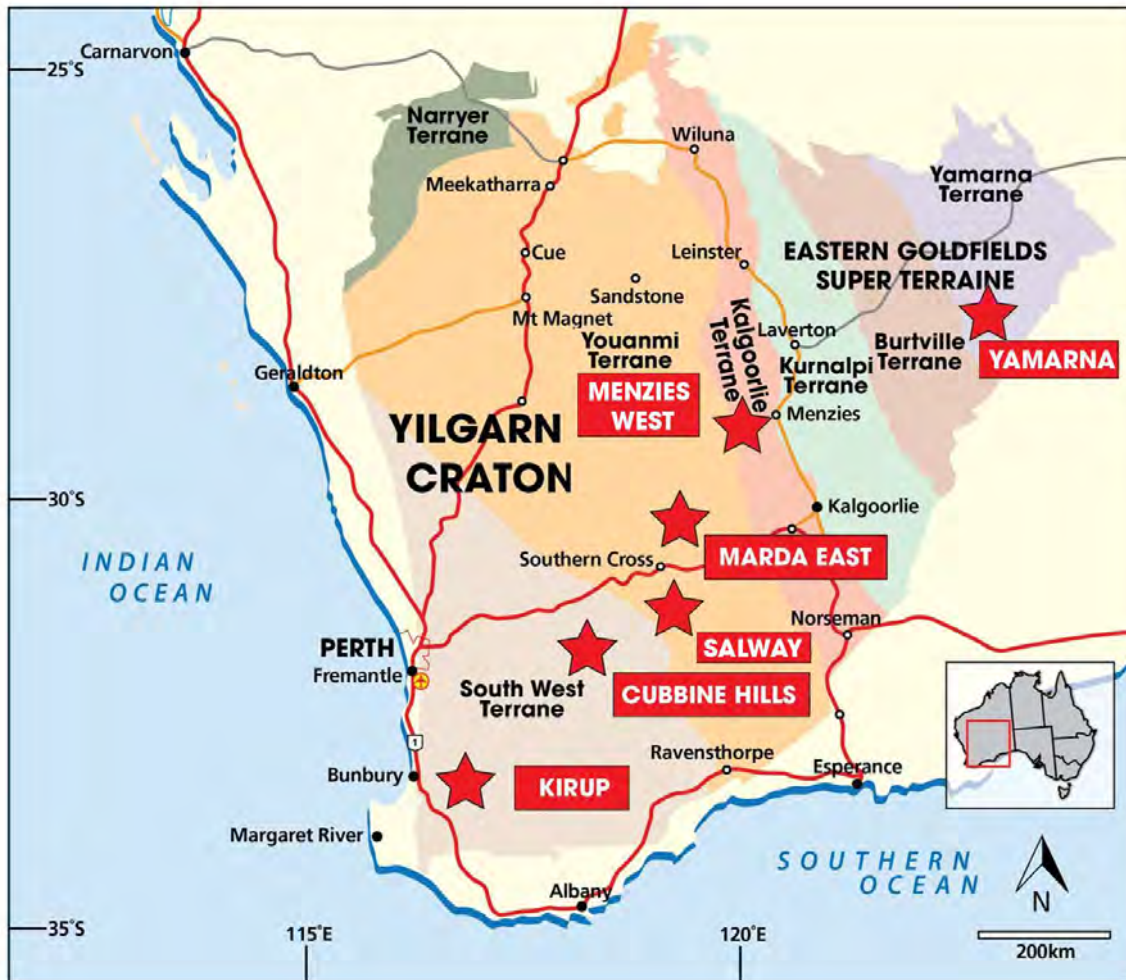 Carnarvon
25°S
Narryer
Terrane
Wiluna
Meekatharra
Yamarna
Terrane
Cue
Leinster
EASTERN GOLDFIELDS
SUPER TERRAINE
Sandstone
Mt Magnet
Youanmi
Terrane
Kalgoorlie
Terrane
Laverton
Kurnalpi
Terrane
Burtville
Terrane
YAMARNA
Geraldton
MENZIES
WEST
Menzies
YILGARN
CRATON
30°S
Kalgoorlie
INDIAN
OCEAN
Southern Cross
MARDA EAST
Norseman
PERTH
Fremantle
SALWAY
South West
Terrane
CUBBINE HILLS
1
Bunbury
Ravensthorpe
Esperance
KIRUP
Margaret River
SOUTHERN
OCEAN
Albany
N
35°S
115°E
120°E
200km